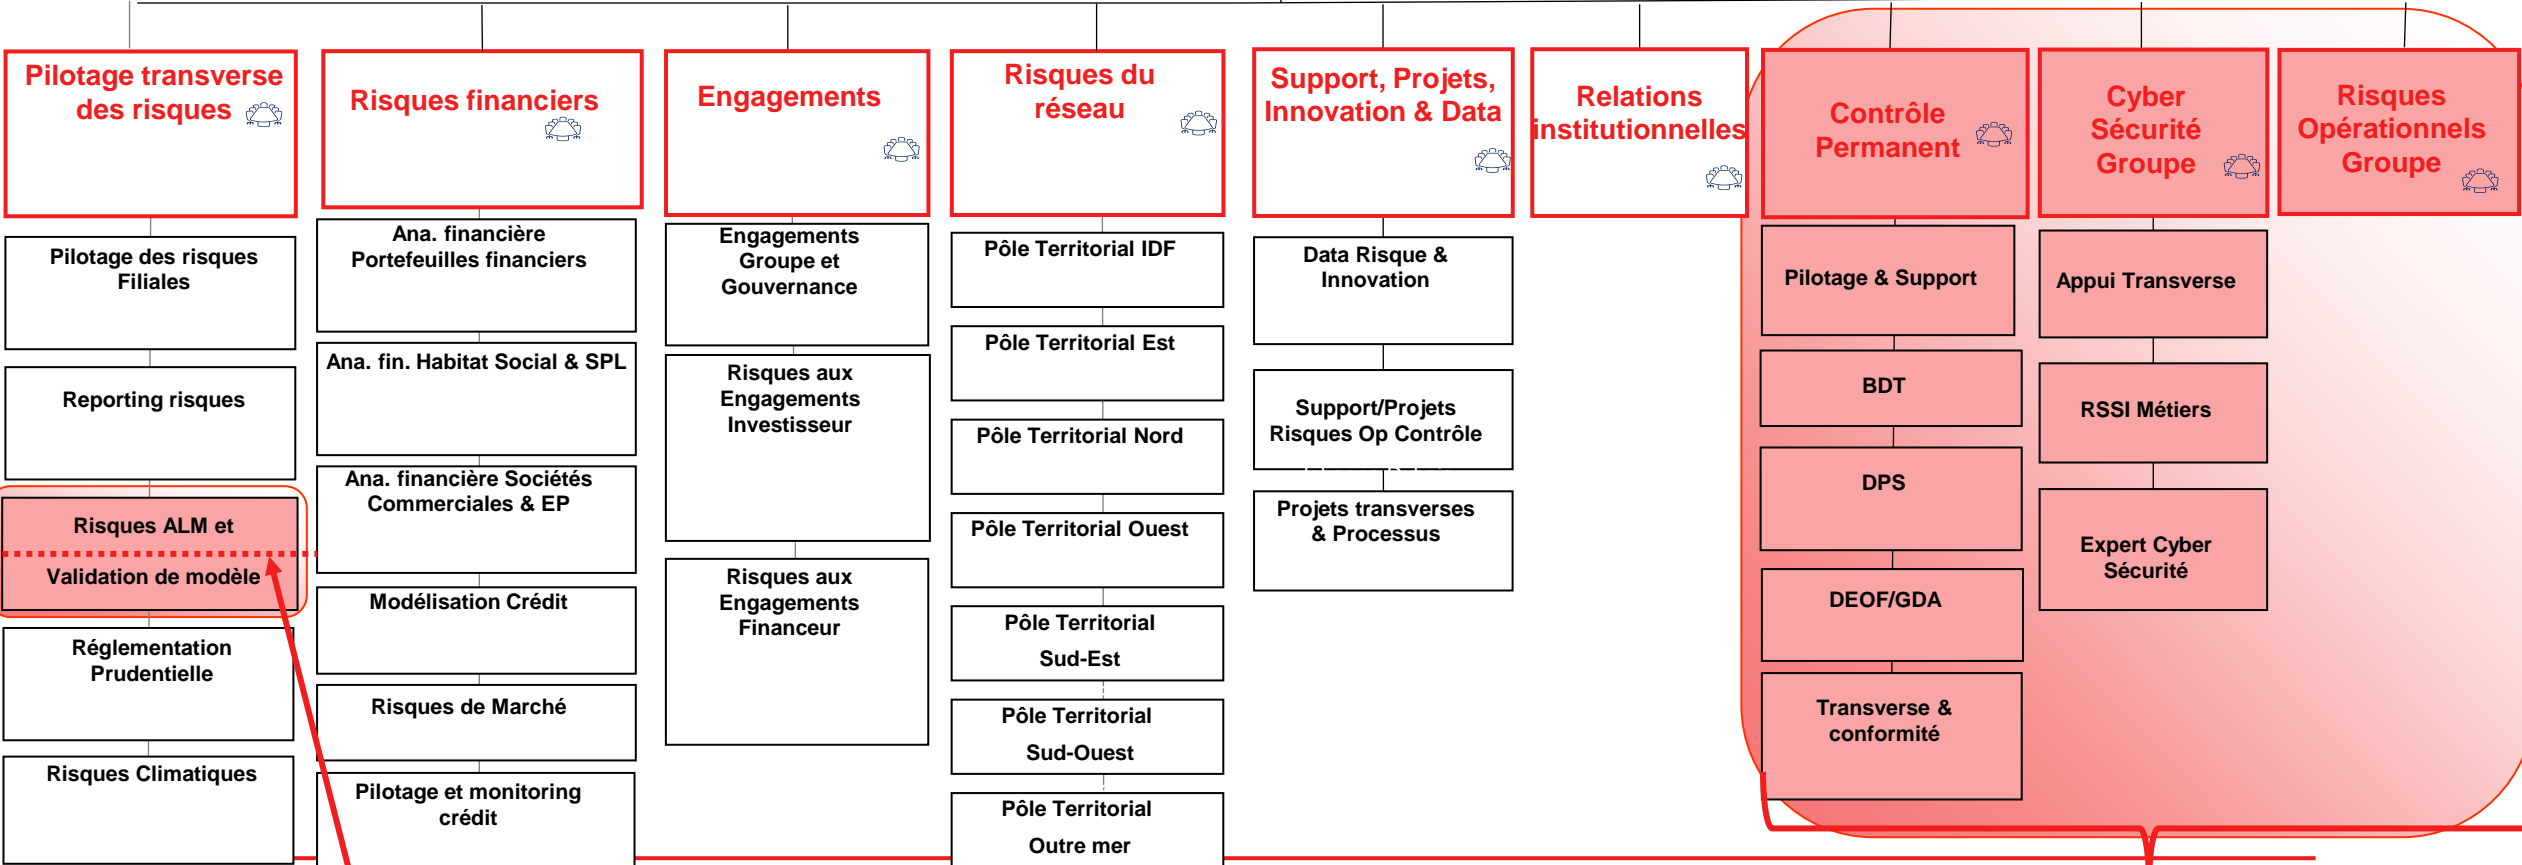 Pilotage transverse
des risques
Pilotage des risques
Filiales
Reporting risques
Risques ALM et
Validation de modèle
Réglementation
Prudentielle
Risques Climatiques
Risques financiers
Ana. financière
Portefeuilles financiers
Ana. fin. Habitat Social & SPL
Ana. financière Sociétés
Commerciales & EP
Modélisation Crédit
Risques de Marché
Pilotage et monitoring
crédit
Engagements
Engagements
Groupe et
Gouvernance
Risques aux
Engagements
Investisseur
Risques aux
Engagements
Financeur
Risques du
réseau
Pôle Territorial IDF
Pôle Territorial Est
Pôle Territorial Nord
Pôle Territorial Ouest
Pôle Territorial
Sud-Est
Pôle Territorial
Sud-Ouest
Pôle Territorial
Outre mer
Support, Projets,
Innovation & Data
Data Risque &
Innovation
Support/Projets
Risques Op Contrôle
Projets transverses
& Processus
Relations
institutionnelles
Contrôle
Permanent
Pilotage & Support
BDT
DPS
DEOF/GDA
Transverse &
conformité
Cyber
Sécurité
Groupe
Appui Transverse
RSSI Métiers
Expert Cyber
Sécurité
Risques
Opérationnels
Groupe